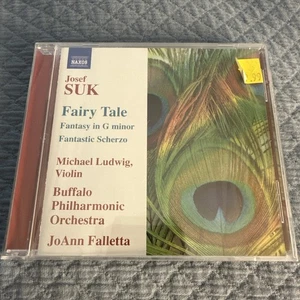 NAXOS
Josef
SUK
Fairy Tale
Fantasy in G minor
Fantastic Scherzo
Michael Ludwig,
Violin
Buffalo
Philharmonic
Orchestra
JoAnn Falletta